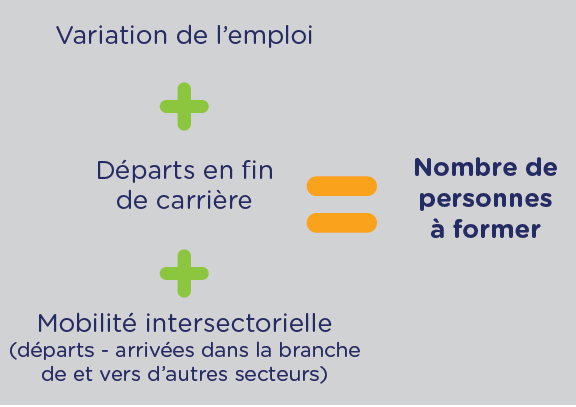 Variation de l’emploi
+
Départs en fin
de carrière
=
Nombre de
personnes
à former
+
Mobilité intersectorielle
(départs - arrivées dans la branche
de et vers d’autres secteurs)